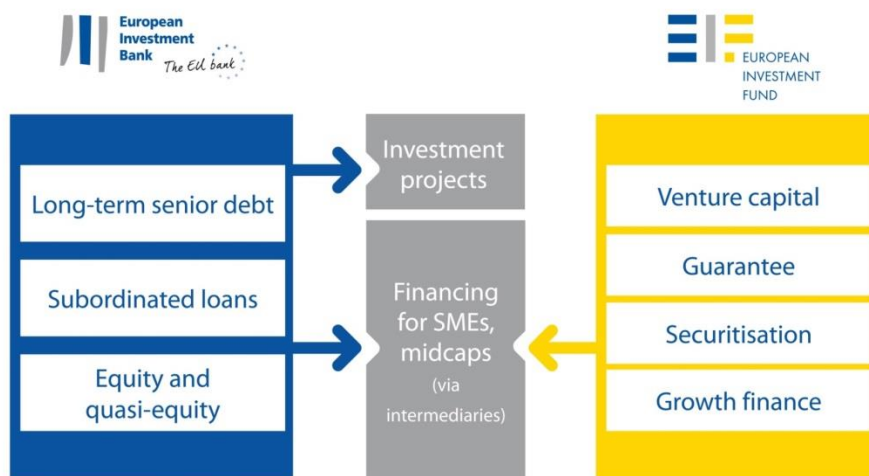 European
Investment
Bank
The EU bank
EUROPEAN
INVESTMENT
FUND
Long-term senior debt
Subordinated loans
Equity and
quasi-equity
Investment
projects
Financing
for SMEs,
midcaps
(via
intermediaries)
Venture capital
Guarantee
Securitisation
Growth finance